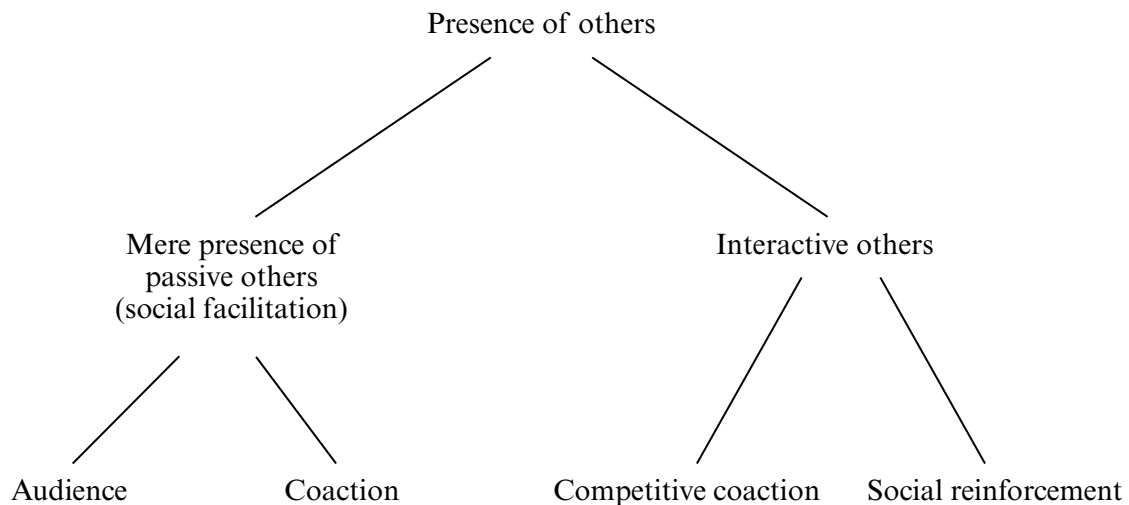 Presence of others
Mere presence of
passive others
(social facilitation)
Interactive others
Audience
Coaction
Competitive coaction
Social reinforcement